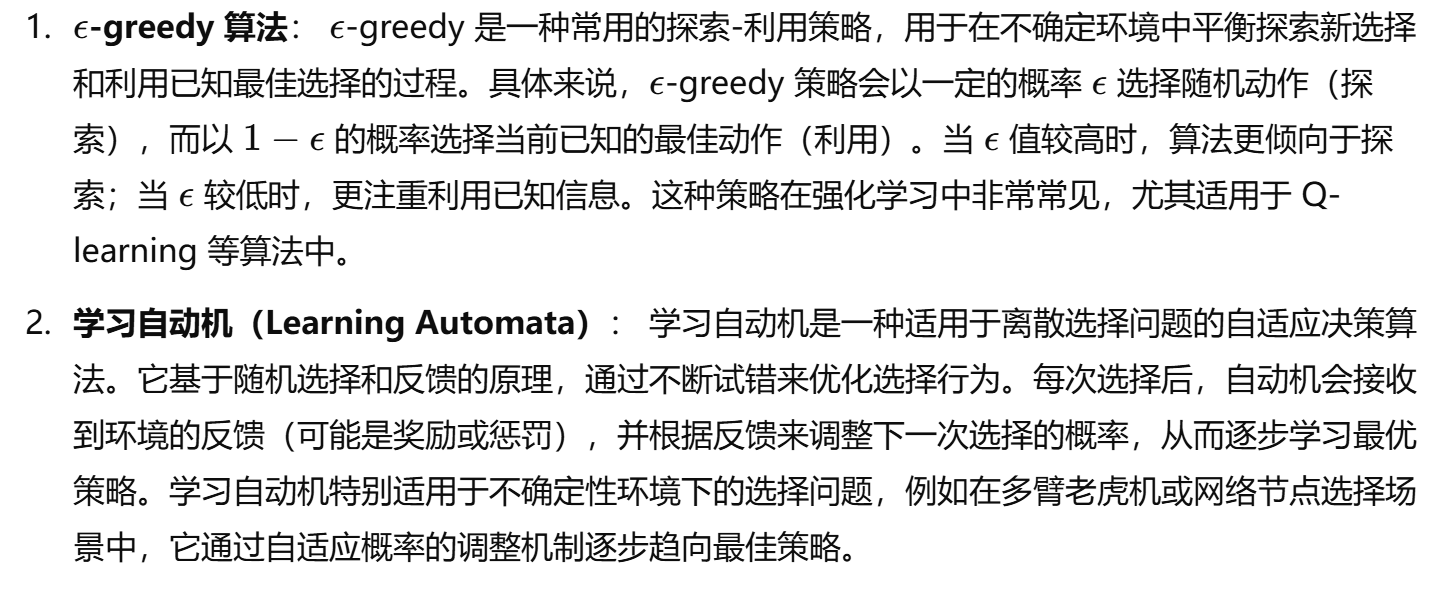 1. ϵ-greedy 算法： ϵ-greedy 是一种常用的探索-利用策略，用于在不确定环境中平衡探索新选择
和利用已知最佳选择的过程。具体来说，ϵ-greedy 策略会以一定的概率 ϵ 选择随机动作（探
索），而以 1 − ϵ 的概率选择当前已知的最佳动作（利用）。当 ϵ 值较高时，算法更倾向于探
索；当 ϵ 较低时，更注重利用已知信息。这种策略在强化学习中非常常见，尤其适用于 Q-
learning 等算法中。
2. 学习自动机（Learning Automata）： 学习自动机是一种适用于离散选择问题的自适应决策算
法。它基于随机选择和反馈的原理，通过不断试错来优化选择行为。每次选择后，自动机会接收
到环境的反馈（可能是奖励或惩罚），并根据反馈来调整下一次选择的概率，从而逐步学习最优
策略。学习自动机特别适用于不确定性环境下的选择问题，例如在多臂老虎机或网络节点选择场
景中，它通过自适应概率的调整机制逐步趋向最佳策略。